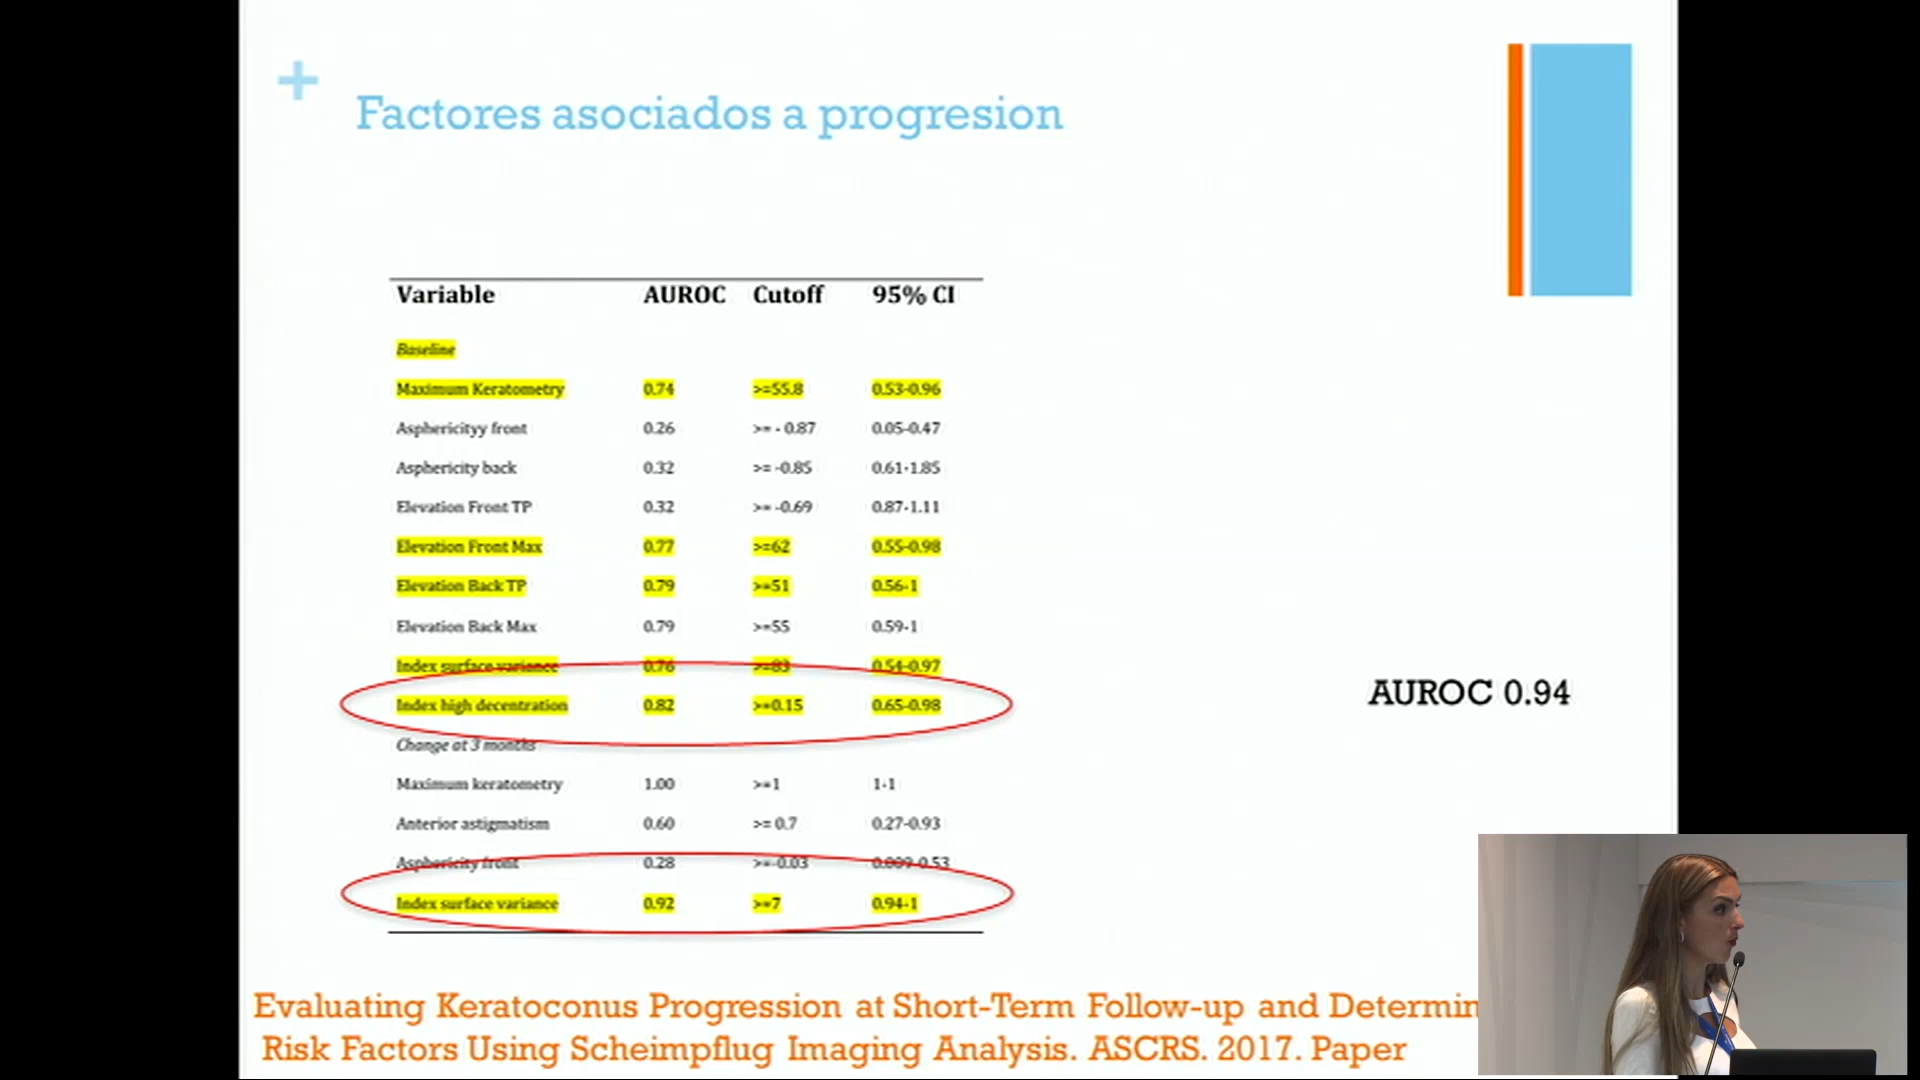 +
Factores asociados a progresion
Variable AUROC Cutoff 95% CI
Baseline
Maximum Keratometry 0.74 >=55.8 0.53-0.96
Asphericityy front 0.26 >= - 0.87 0.05-0.47
Asphericity back 0.32 >= -0.85 0.61-1.85
Elevation Front TP 0.32 >= -0.69 0.87-1.11
Elevation Front Max 0.77 >=62 0.55-0.98
Elevation Back TP 0.79 >=51 0.56-1
Elevation Back Max 0.79 >=55 0.59-1
Index surface variance 0.76 >=83 0.54-0.97
Index high decentration 0.82 >=0.15 0.65-0.98
Change at 3 months
Maximum keratometry 1.00 >=1 1-1
Anterior astigmatism 0.60 >= 0.7 0.27-0.93
Asphericity front 0.28 >=-0.03 0.009-0.53
Index surface variance 0.92 >=7 0.94-1
AUROC 0.94
Evaluating Keratoconus Progression at Short-Term Follow-up and Determin
Risk Factors Using Scheimpflug Imaging Analysis. ASCRS. 2017. Paper